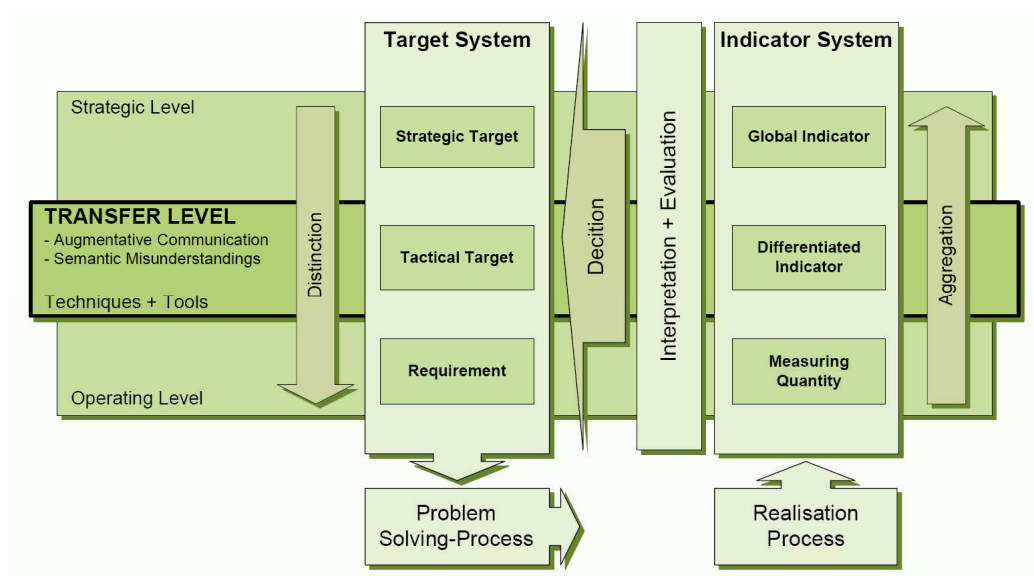 Target System
Indicator System
Strategic Level
Strategic Target
Global Indicator
TRANSFER LEVEL
- Augmentative Communication
- Semantic Misunderstandings
Techniques + Tools
Distinction
Tactical Target
Decition
Interpretation + Evaluation
Differentiated
Indicator
Aggregation
Requirement
Measuring
Quantity
Operating Level
Problem
Solving-Process
Realisation
Process